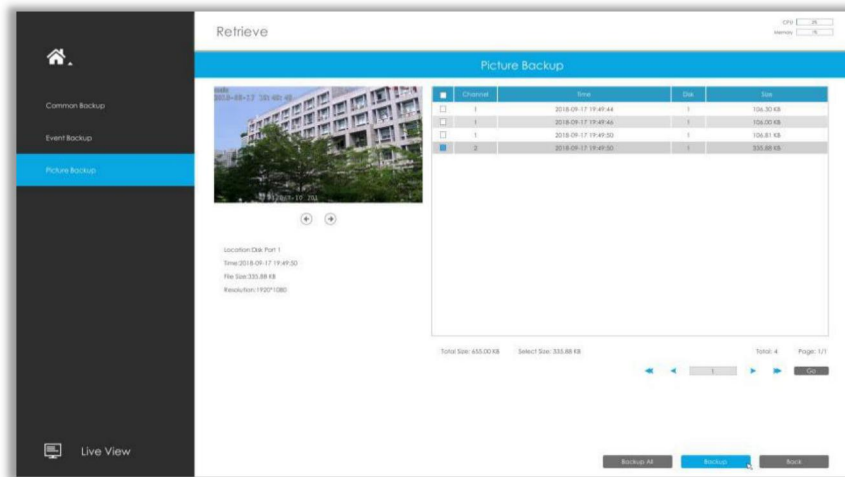 Retrieve
CPU
Memory
Picture Backup
Common Backup
Event Backup
Picture Backup
Channel Time Disk Size
1 2018-09-17 19:49:44 1 106.30 KB
1 2018-09-17 19:49:46 1 106.00 KB
1 2018-09-17 19:49:50 1 106.81 KB
2 2018-09-17 19:49:50 1 335.88 KB
Location:Disk Port 1
Time:2018-09-17 19:49:50
File Size:335.88 KB
Resolution:1920*1080
Total Size: 655.00 KB Select Size: 335.88 KB Total: 4 Page: 1/1
1 Go
Live View
Backup All Backup Back